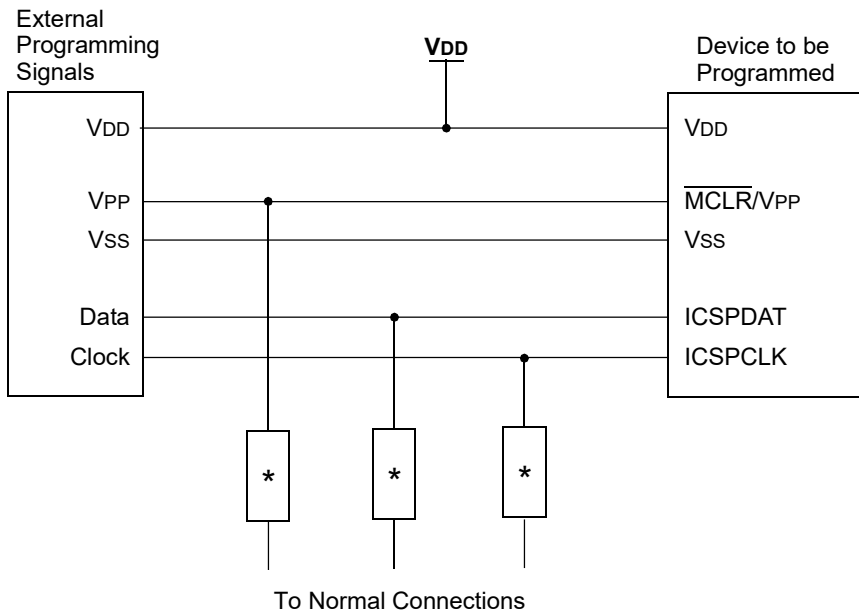 External
Programming
Signals
VDD
Device to be
Programmed
VDD
VDD
VPP
MCLR/VPP
VSS
VSS
Data
ICSPDAT
Clock
ICSPCLK
*
*
*
To Normal Connections